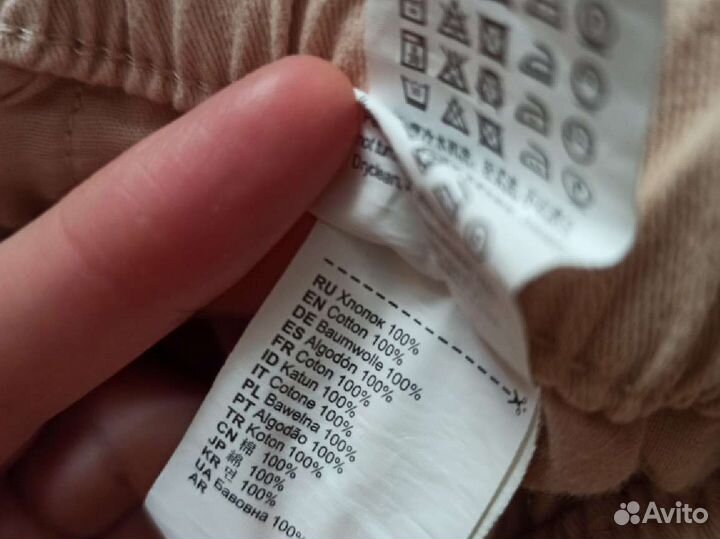 RU Хлопок 100%
EN Cotton 100%
DE Baumwolle 100%
ES Algodón 100%
FR Coton 100%
ID Katun 100%
IT Cotone 100%
PL Bawełna 100%
PT Algodão 100%
TR Koton 100%
CN 棉 100%
JP 綿 100%
KR 면 100%
UA Бавовна 100%
AR
Dryclean,
Avito